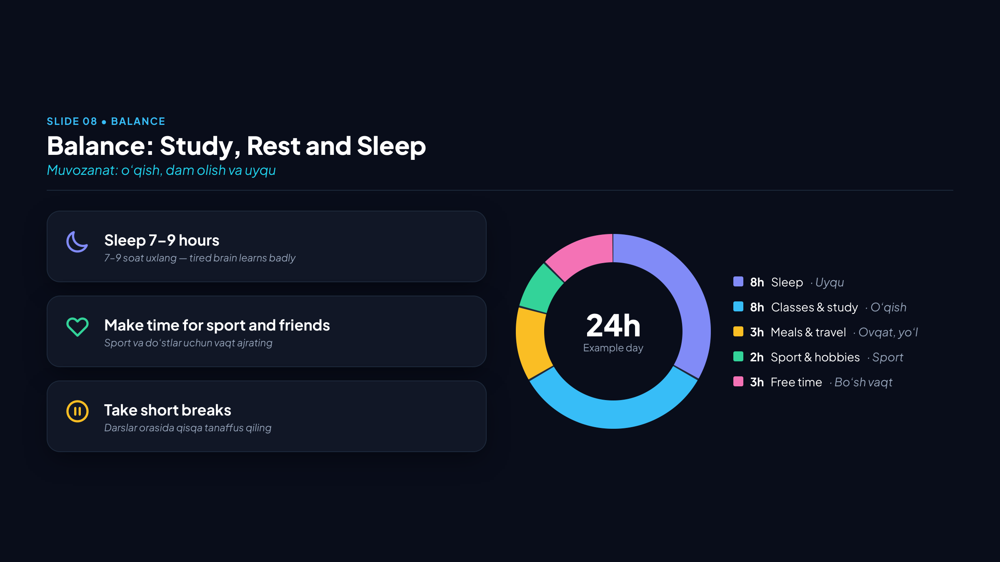 SLIDE 08 • BALANCE
Balance: Study, Rest and Sleep
Muvozanat: o‘qish, dam olish va uyqu
Sleep 7–9 hours
7–9 soat uxlang — tired brain learns badly
Make time for sport and friends
Sport va do‘stlar uchun vaqt ajrating
Take short breaks
Darslar orasida qisqa tanaffus qiling
24h
Example day
8h Sleep · Uyqu
8h Classes & study · O‘qish
3h Meals & travel · Ovqat, yo‘l
2h Sport & hobbies · Sport
3h Free time · Bo‘sh vaqt